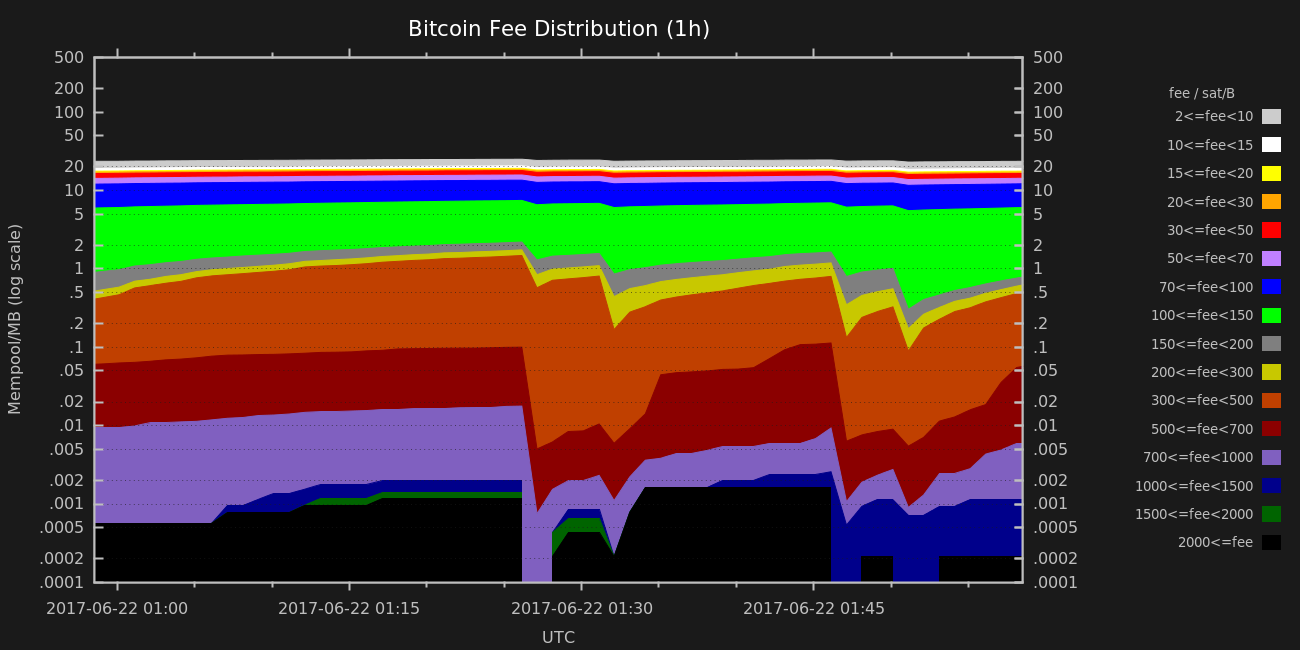 Bitcoin Fee Distribution (1h)
500
200
100
50
20
10
5
2
1
.5
.2
.1
.05
.02
.01
.005
.002
.001
.0005
.0002
.0001
Mempool/MB (log scale)
500
200
100
50
20
10
5
2
1
.5
.2
.1
.05
.02
.01
.005
.002
.001
.0005
.0002
.0001
2017-06-22 01:00
2017-06-22 01:15
2017-06-22 01:30
2017-06-22 01:45
UTC
fee / sat/B
2<=fee<10
10<=fee<15
15<=fee<20
20<=fee<30
30<=fee<50
50<=fee<70
70<=fee<100
100<=fee<150
150<=fee<200
200<=fee<300
300<=fee<500
500<=fee<700
700<=fee<1000
1000<=fee<1500
1500<=fee<2000
2000<=fee